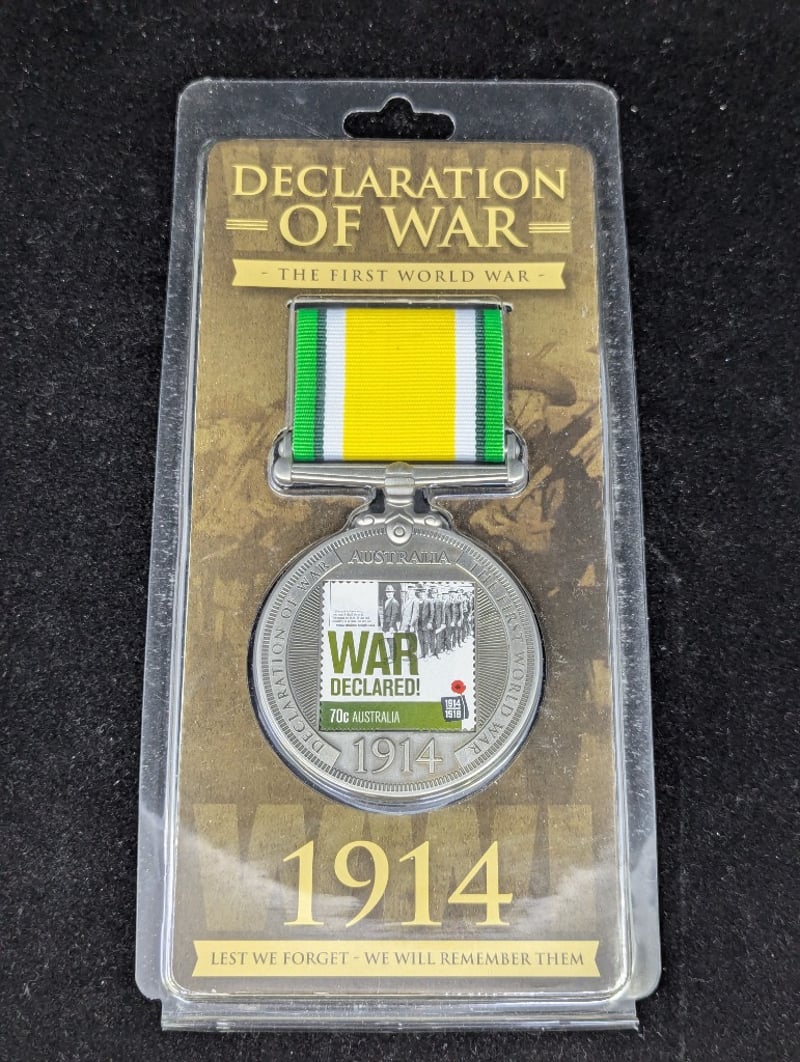 DECLARATION
OF WAR
- THE FIRST WORLD WAR -
AUSTRALIA
DECLARATION OF WAR
THE FIRST WORLD WAR
WAR
DECLARED!
70c AUSTRALIA
1914
1918
1914
WWI
1914
LEST WE FORGET - WE WILL REMEMBER THEM